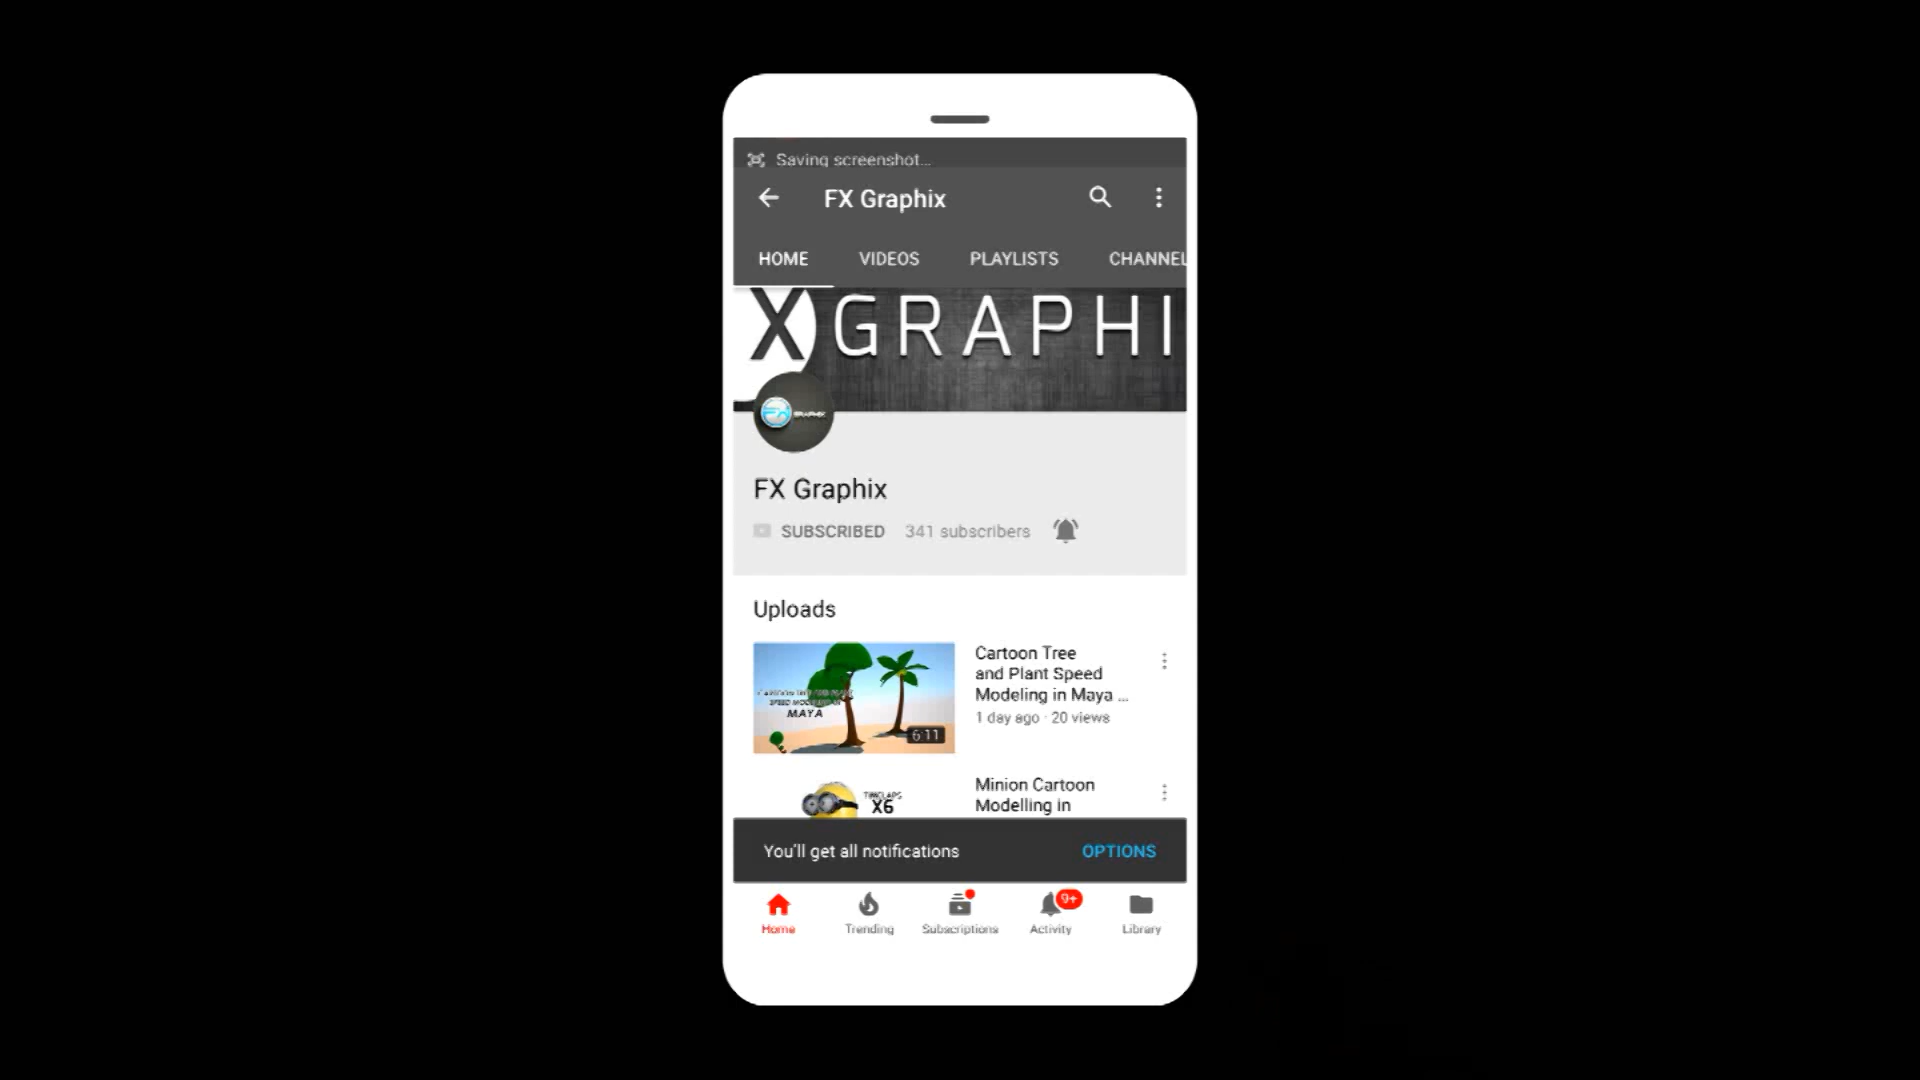 Saving screenshot...
FX Graphix
HOME VIDEOS PLAYLISTS CHANNEL
X GRAPHI
FX Graphix
SUBSCRIBED 341 subscribers
Uploads
Cartoon Tree
and Plant Speed
Modeling in Maya ...
1 day ago · 20 views
MAYA
6:11
Minion Cartoon
Modelling in
TIMELAPS
X6
You'll get all notifications OPTIONS
9+
Home Trending Subscriptions Activity Library